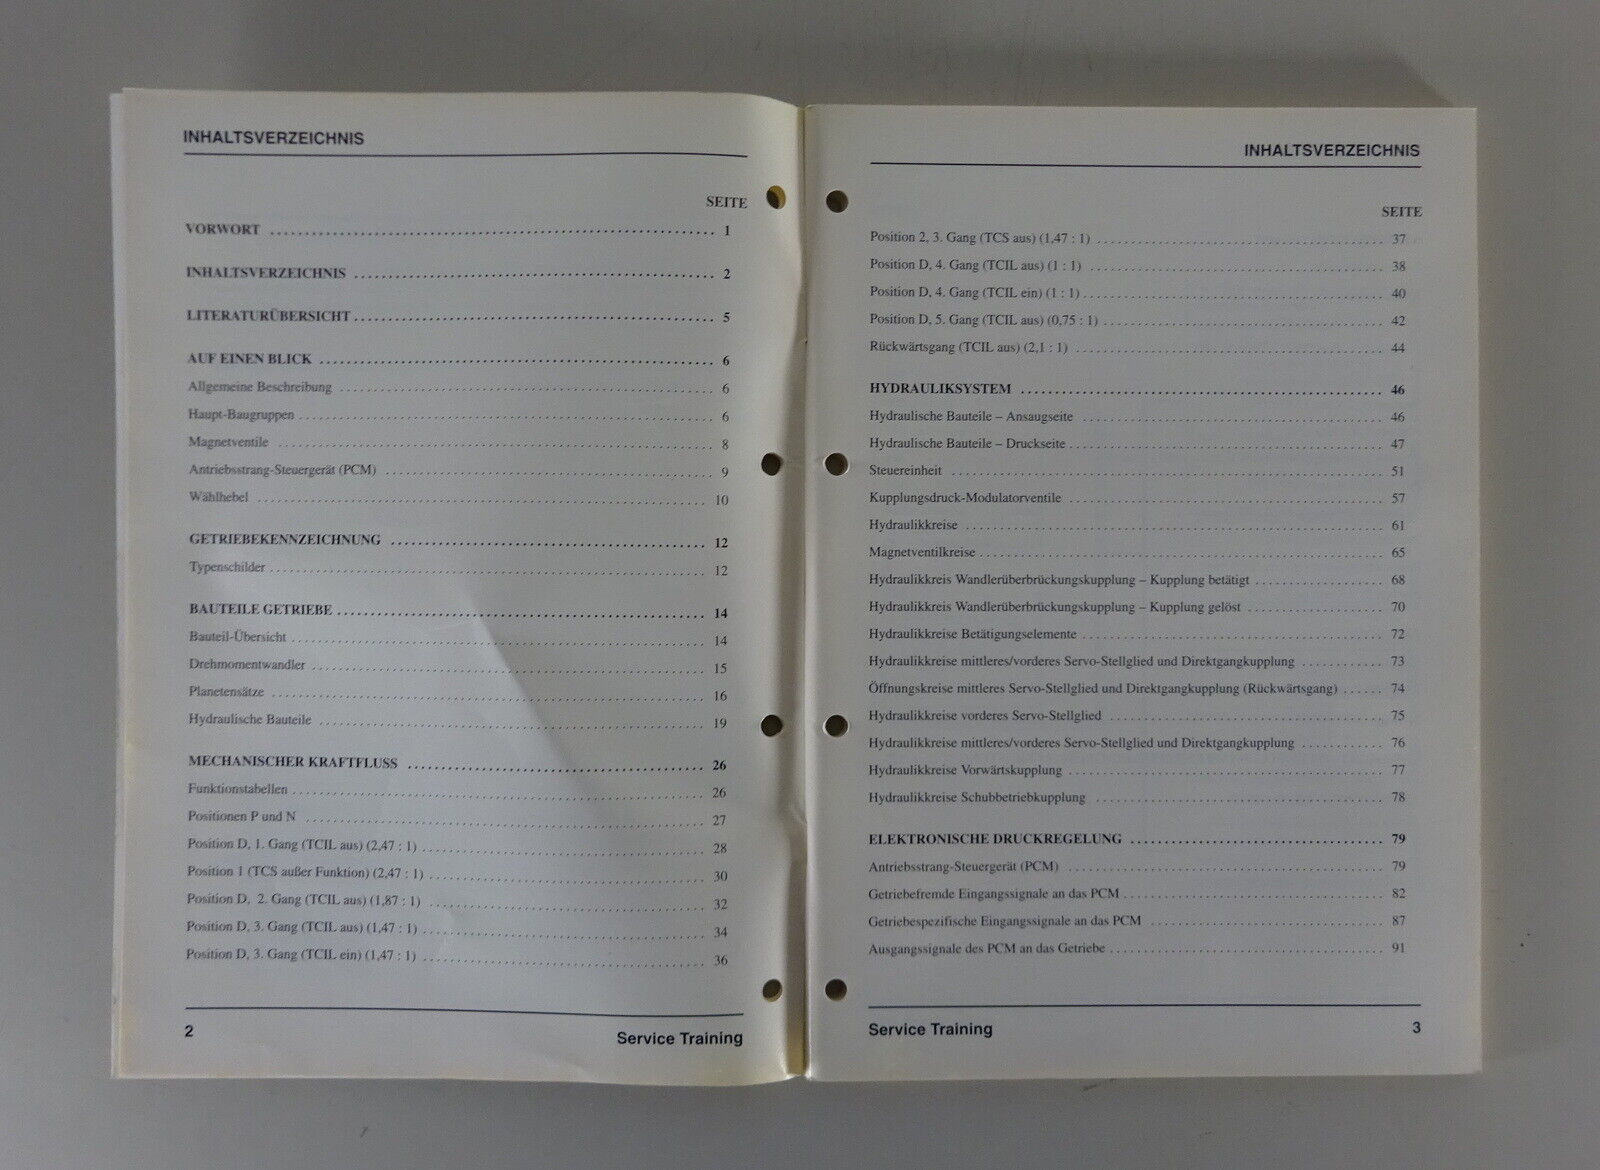 INHALTSVERZEICHNIS
SEITE
VORWORT 1
INHALTSVERZEICHNIS 2
LITERATURÜBERSICHT 5
AUF EINEN BLICK 6
Allgemeine Beschreibung 6
Haupt-Baugruppen 6
Magnetventile 8
Antriebsstrang-Steuergerät (PCM) 9
Wählhebel 10
GETRIEBEKENNZEICHNUNG 12
Typenschilder 12
BAUTEILE GETRIEBE 14
Bauteil-Übersicht 14
Drehmomentwandler 15
Planetensätze 16
Hydraulische Bauteile 19
MECHANISCHER KRAFTFLUSS 26
Funktionstabellen 26
Positionen P und N 27
Position D, 1. Gang (TCIL aus) (2,47 : 1) 28
Position 1 (TCS außer Funktion) (2,47 : 1) 30
Position D, 2. Gang (TCIL aus) (1,87 : 1) 32
Position D, 3. Gang (TCIL aus) (1,47 : 1) 34
Position D, 3. Gang (TCIL ein) (1,47 : 1) 36
2
Service Training
INHALTSVERZEICHNIS
SEITE
Position 2, 3. Gang (TCS aus) (1,47 : 1) 37
Position D, 4. Gang (TCIL aus) (1 : 1) 38
Position D, 4. Gang (TCIL ein) (1 : 1) 40
Position D, 5. Gang (TCIL aus) (0,75 : 1) 42
Rückwärtsgang (TCIL aus) (2,1 : 1) 44
HYDRAULIKSYSTEM 46
Hydraulische Bauteile – Ansaugseite 46
Hydraulische Bauteile – Druckseite 47
Steuereinheit 51
Kupplungsdruck-Modulatorventile 57
Hydraulikkreise 61
Magnetventilkreise 65
Hydraulikkreis Wandlerüberbrückungskupplung – Kupplung betätigt 68
Hydraulikkreis Wandlerüberbrückungskupplung – Kupplung gelöst 70
Hydraulikkreise Betätigungselemente 72
Hydraulikkreise mittleres/vorderes Servo-Stellglied und Direktgangkupplung 73
Öffnungskreise mittleres Servo-Stellglied und Direktgangkupplung (Rückwärtsgang) 74
Hydraulikkreise vorderes Servo-Stellglied 75
Hydraulikkreise mittleres/vorderes Servo-Stellglied und Direktgangkupplung 76
Hydraulikkreise Vorwärtskupplung 77
Hydraulikkreise Schubbetriebkupplung 78
ELEKTRONISCHE DRUCKREGELUNG 79
Antriebsstrang-Steuergerät (PCM) 79
Getriebefremde Eingangssignale an das PCM 82
Getriebespezifische Eingangssignale an das PCM 87
Ausgangssignale des PCM an das Getriebe 91
Service Training
3